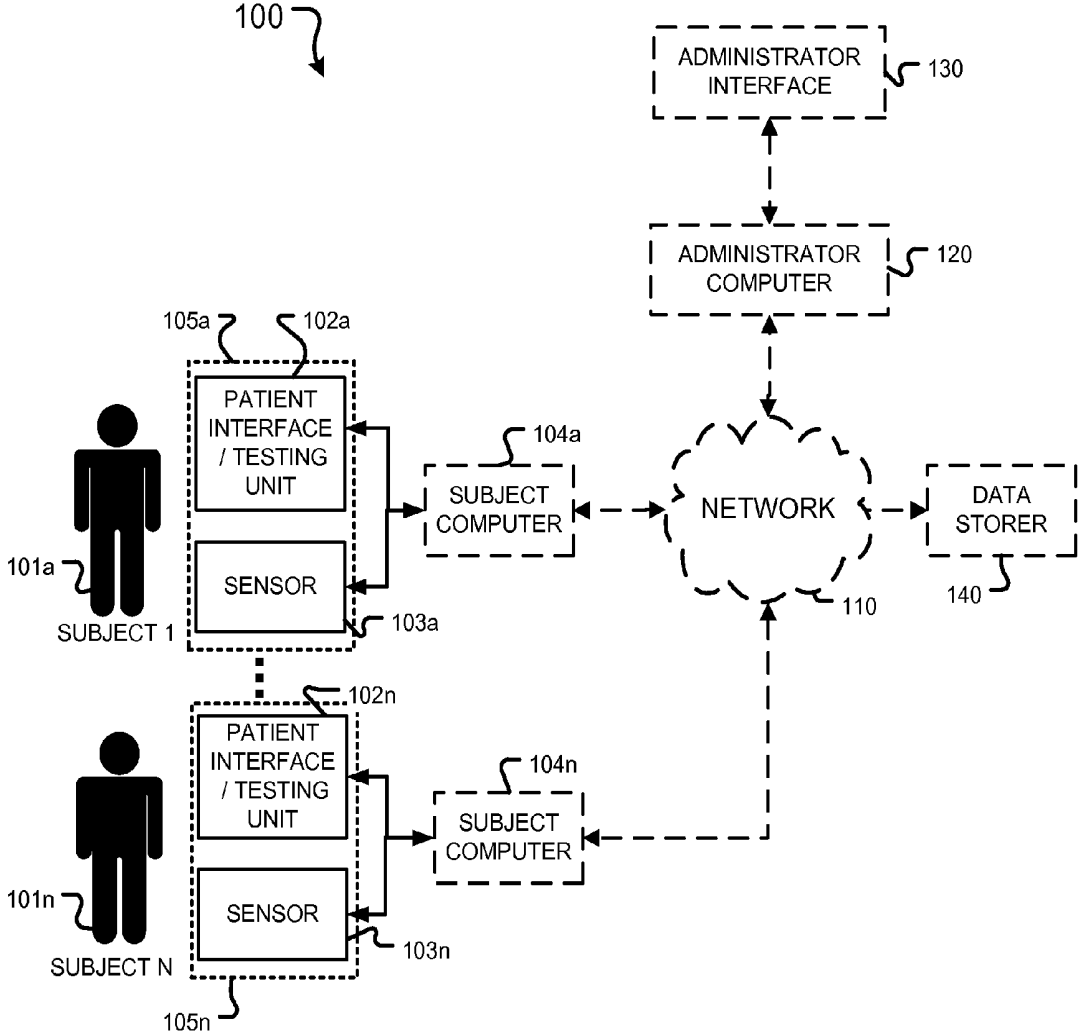 100
ADMINISTRATOR
INTERFACE
130
ADMINISTRATOR
COMPUTER
120
105a
102a
PATIENT
INTERFACE
/ TESTING
UNIT
104a
SUBJECT
COMPUTER
NETWORK
DATA
STORER
101a
SENSOR
110
140
SUBJECT 1
103a
102n
PATIENT
INTERFACE
/ TESTING
UNIT
104n
SUBJECT
COMPUTER
101n
SENSOR
103n
SUBJECT N
105n